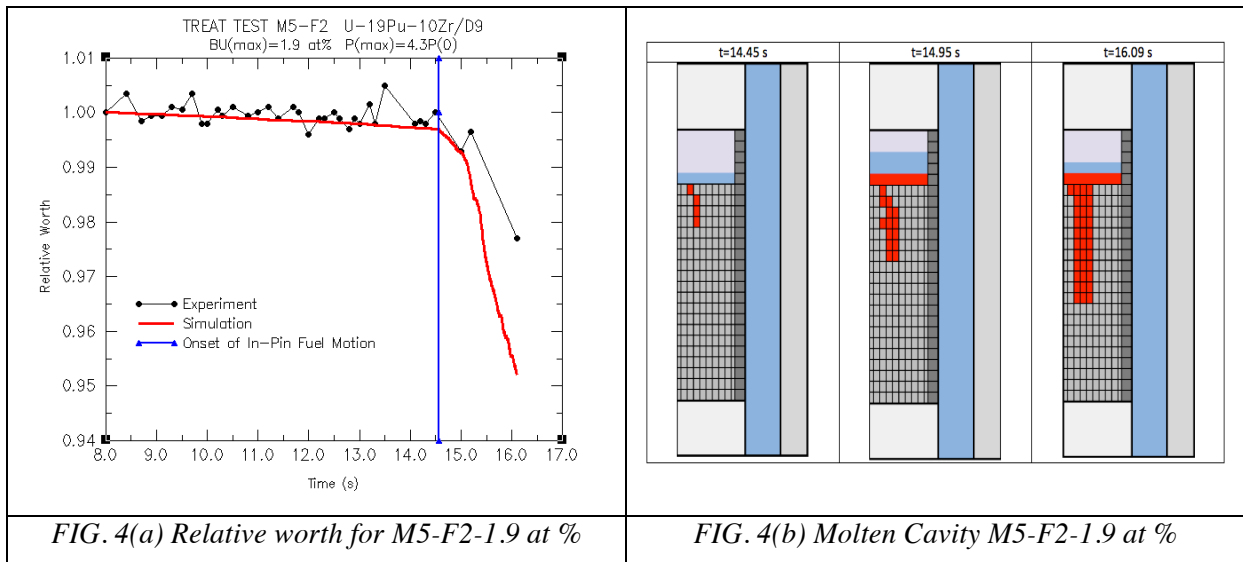 TREAT TEST M5-F2 U-19Pu-10Zr/D9
BU(max)=1.9 at% P(max)=4.3P(0)
1.01
1.00
0.99
0.98
0.97
0.96
0.95
0.94
Relative Worth
Experiment
Simulation
Onset of In-Pin Fuel Motion
8.0 9.0 10.0 11.0 12.0 13.0 14.0 15.0 16.0 17.0
Time (s)
FIG. 4(a) Relative worth for M5-F2-1.9 at %
t=14.45 s t=14.95 s t=16.09 s
FIG. 4(b) Molten Cavity M5-F2-1.9 at %